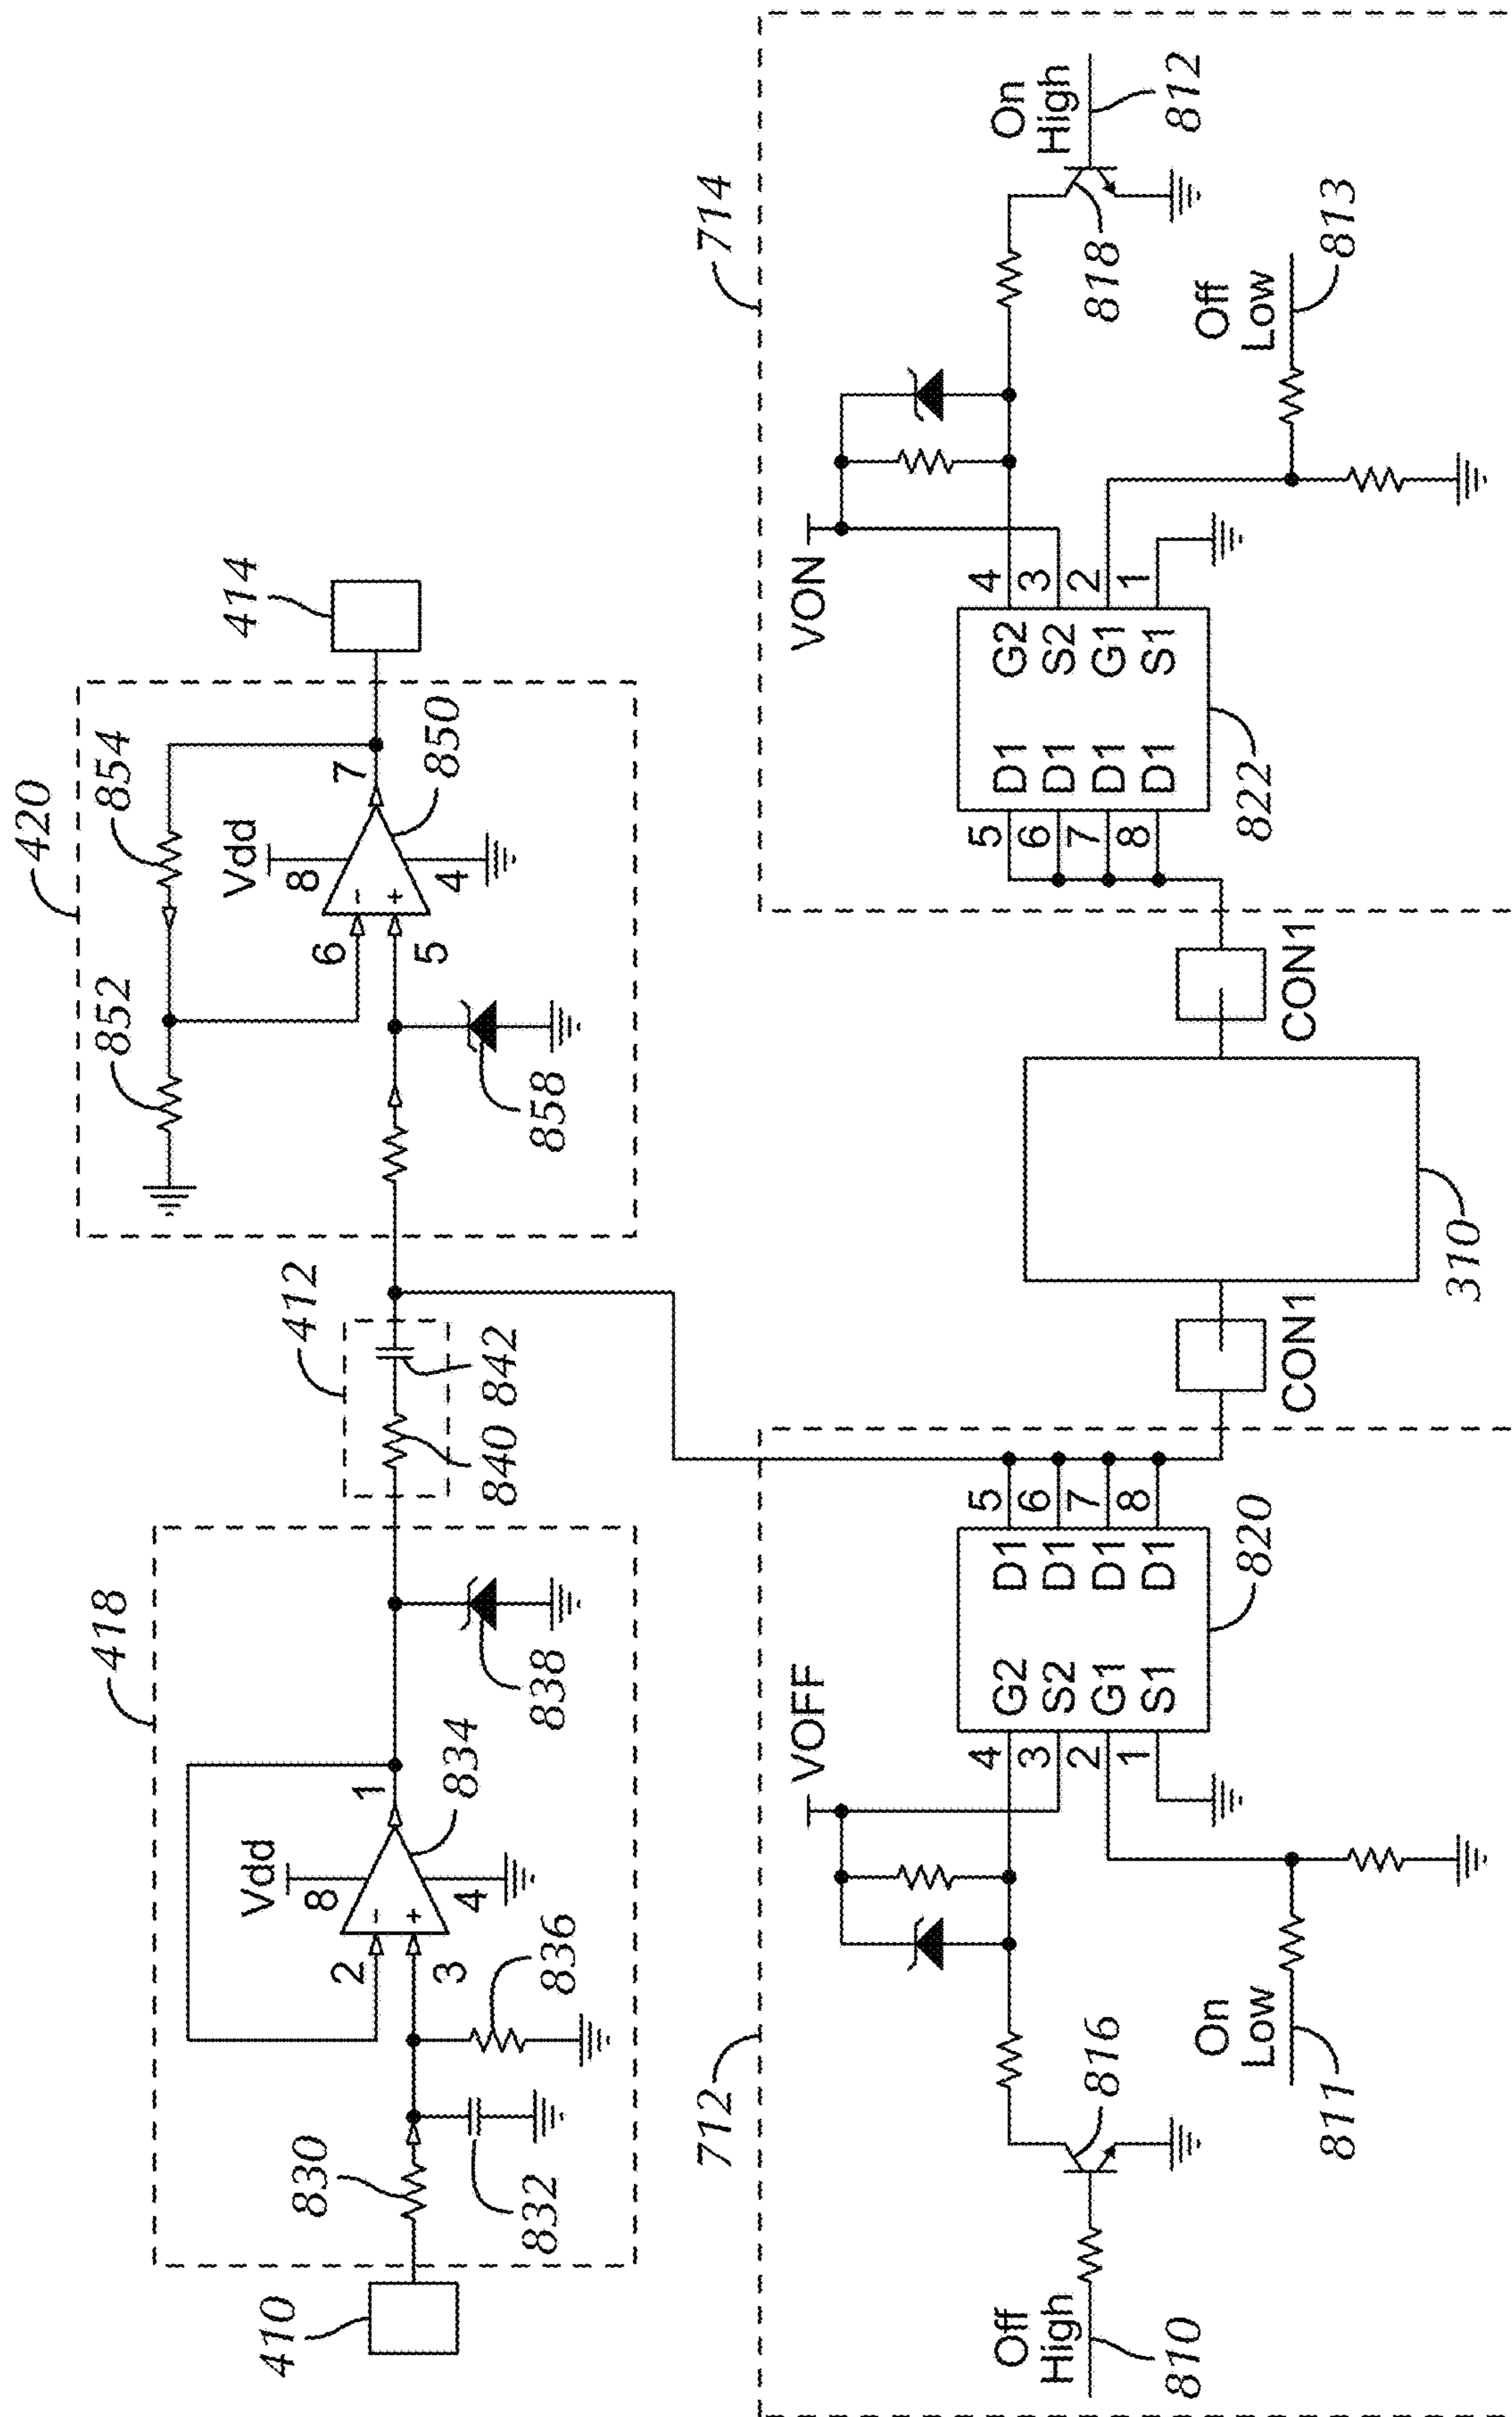 410
418
830
832
836
2
3
Vdd
8
4
-
+
1
834
838
412
840
842
420
852
854
858
6
5
Vdd
8
4
-
+
7
850
414
712
Off
High
810
816
On
Low
811
VOFF
4
3
2
1
G2
S2
G1
S1
D1
D1
D1
D1
5
6
7
8
820
CON1
310
CON1
714
5
6
7
8
D1
D1
D1
D1
G2
S2
G1
S1
4
3
2
1
822
VON
818
On
High
812
Off
Low
813